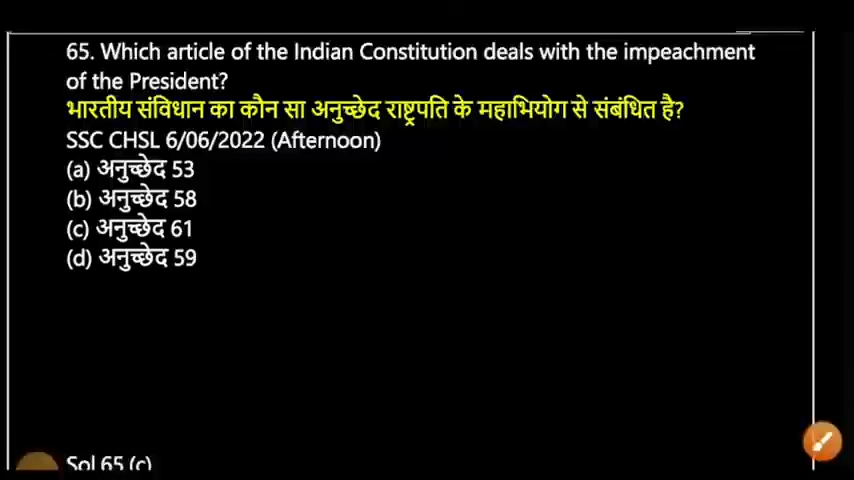 65. Which article of the Indian Constitution deals with the impeachment
of the President?
भारतीय संविधान का कौन सा अनुच्छेद राष्ट्रपति के महाभियोग से संबंधित है?
SSC CHSL 6/06/2022 (Afternoon)
(a) अनुच्छेद 53
(b) अनुच्छेद 58
(c) अनुच्छेद 61
(d) अनुच्छेद 59
Sol 65 (c)